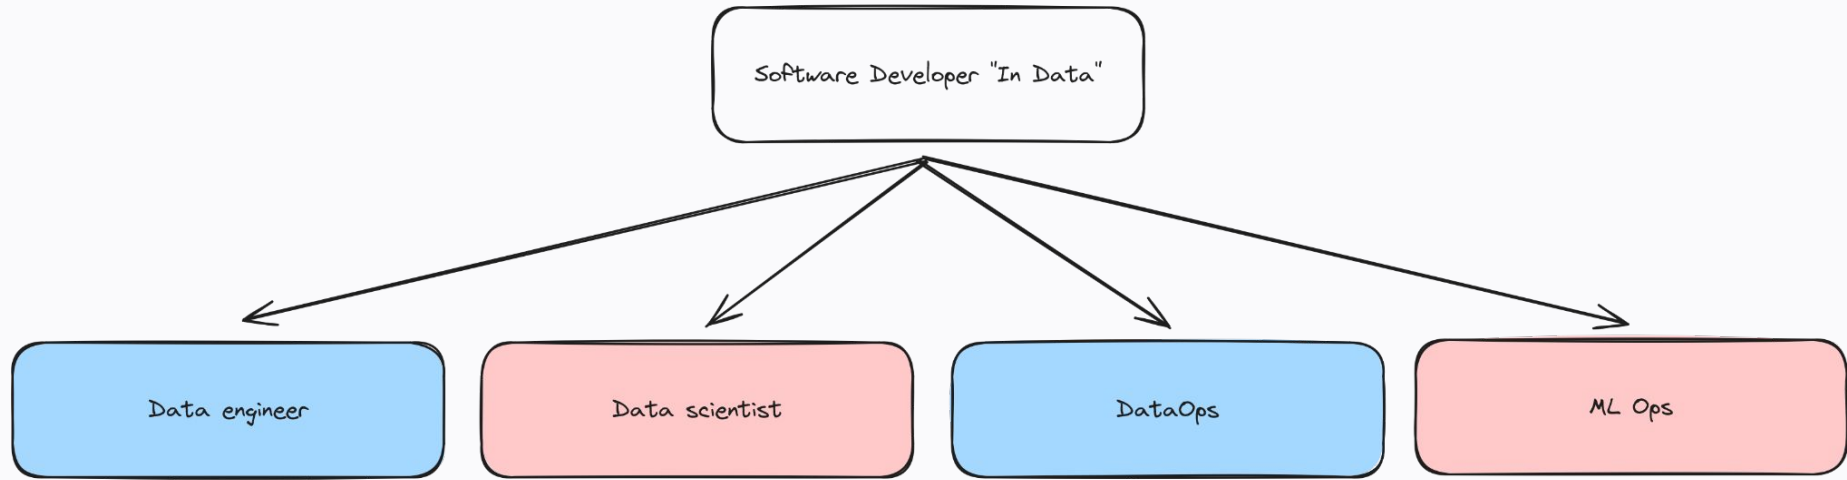 Software Developer "In Data"
Data engineer
Data scientist
DataOps
ML Ops